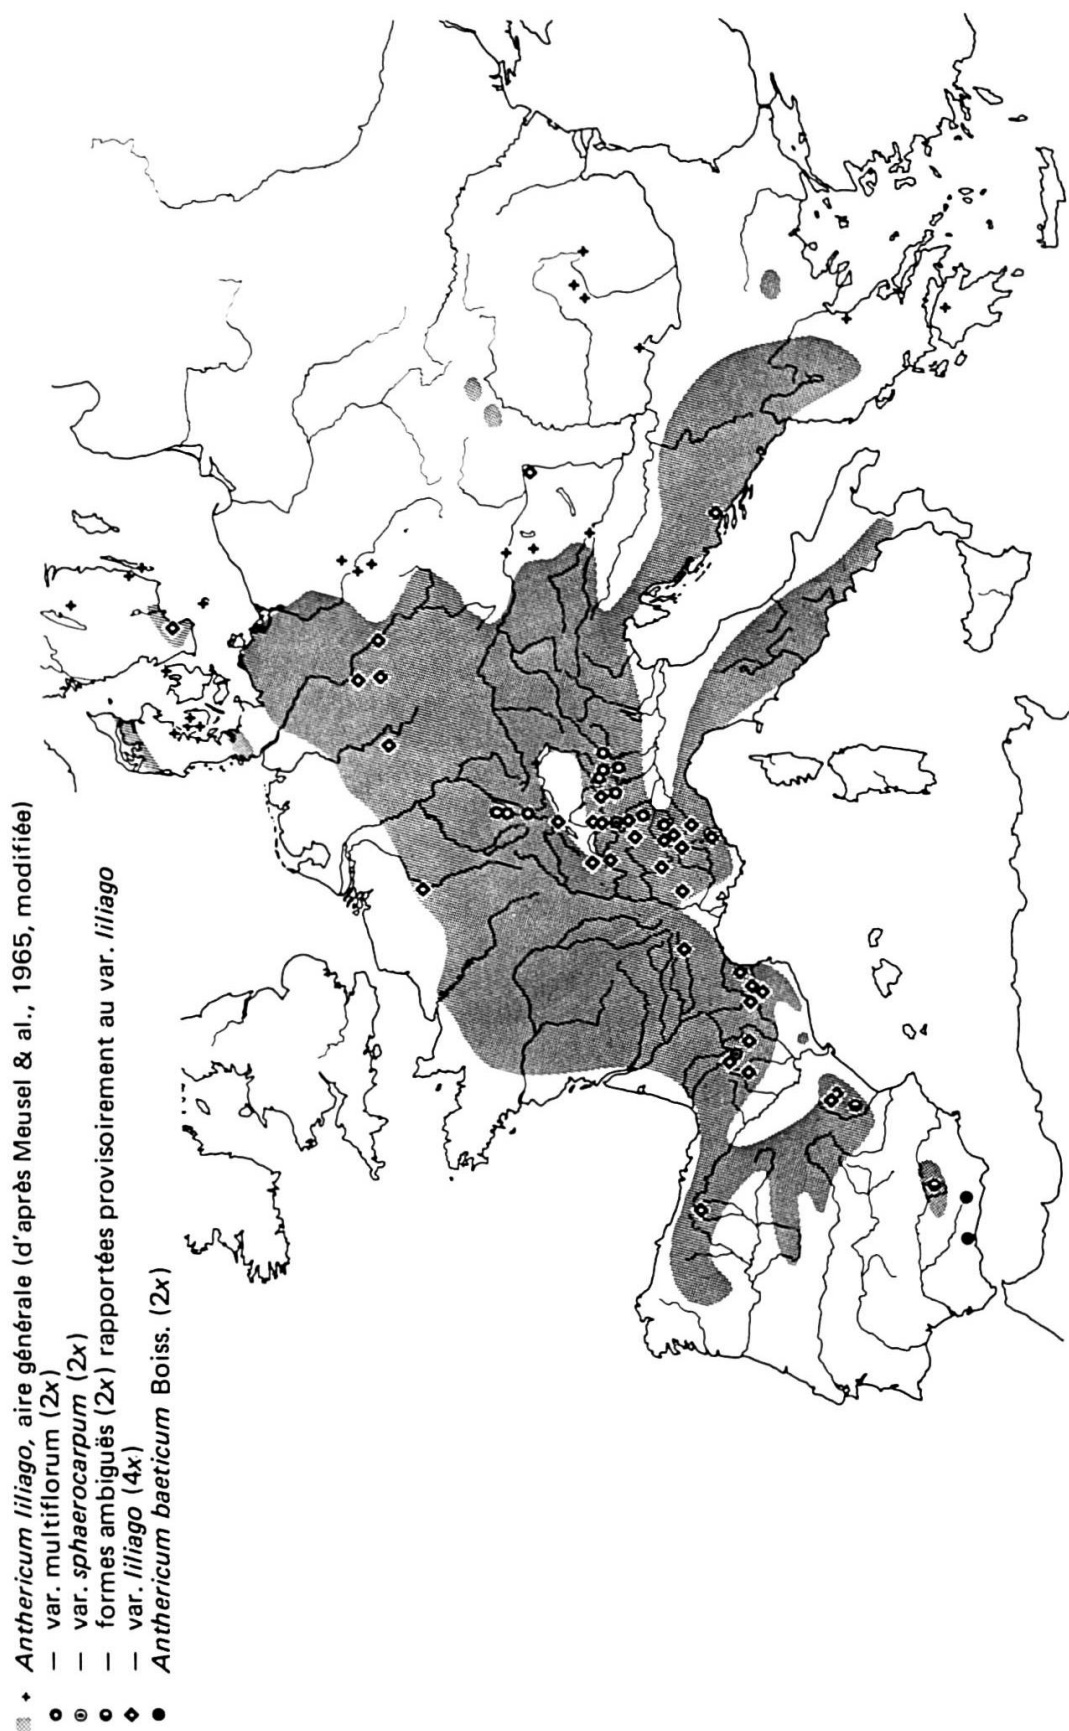 Anthericum liliago, aire générale (d'après Meusel & al., 1965, modifiée)
— var. multiflorum (2x)
— var. sphaerocarpum (2x)
— formes ambiguës (2x) rapportées provisoirement au var. liliago
— var. liliago (4x)
Anthericum baeticum Boiss. (2x)